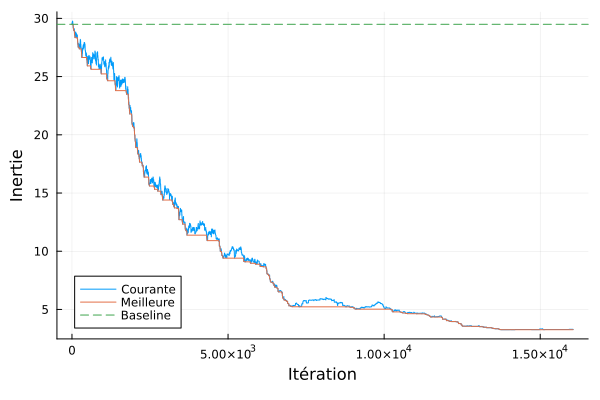 Inertie
30
25
20
15
10
5
Courante
Meilleure
Baseline
0
5.00×10³
1.00×10⁴
1.50×10⁴
Itération